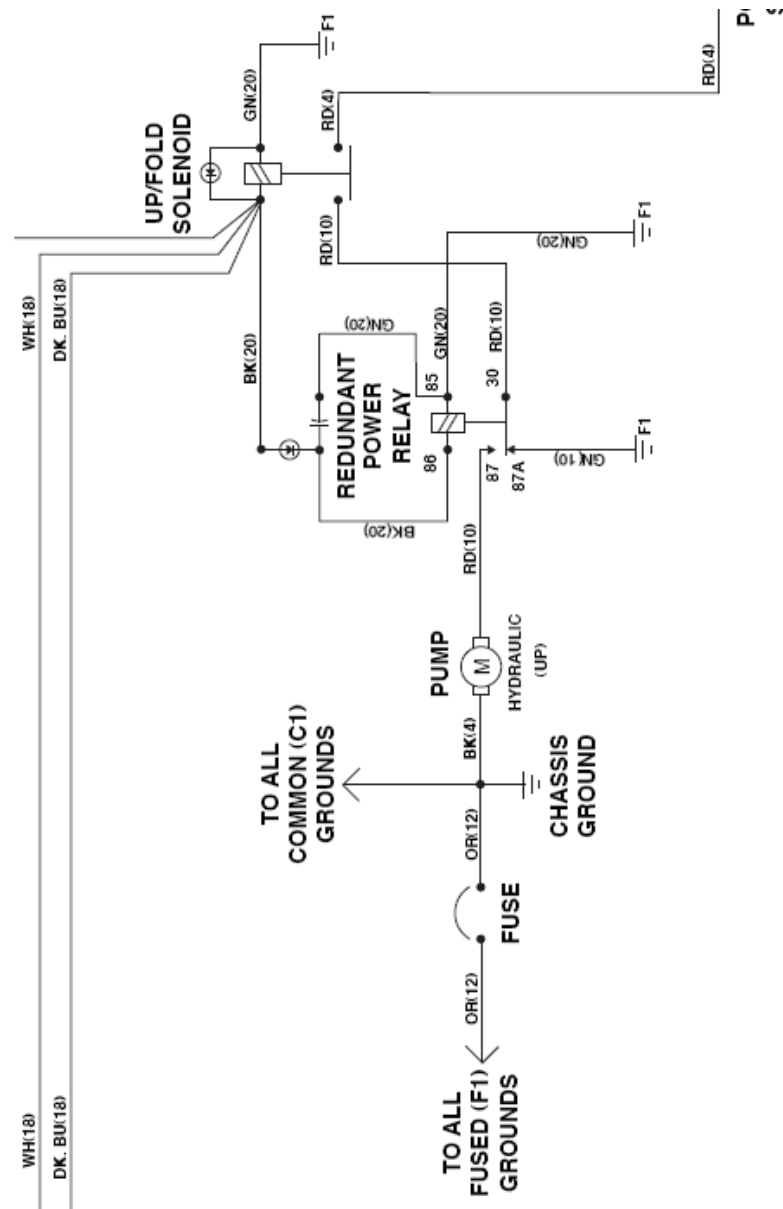 F1
GN(20)
UP/FOLD
SOLENOID
RD(4)
RD(4)
RD(10)
GN(20)
F1
WH(18)
DK. BU(18)
BK(20)
GN(20)
GN(20)
RD(10)
REDUNDANT
POWER
RELAY
85
30
86
87
87A
GN(10)
F1
BK(20)
RD(10)
PUMP
M
HYDRAULIC
(UP)
BK(4)
TO ALL
COMMON (C1)
GROUNDS
CHASSIS
GROUND
OR(12)
FUSE
OR(12)
TO ALL
FUSED (F1)
GROUNDS
WH(18)
DK. BU(18)